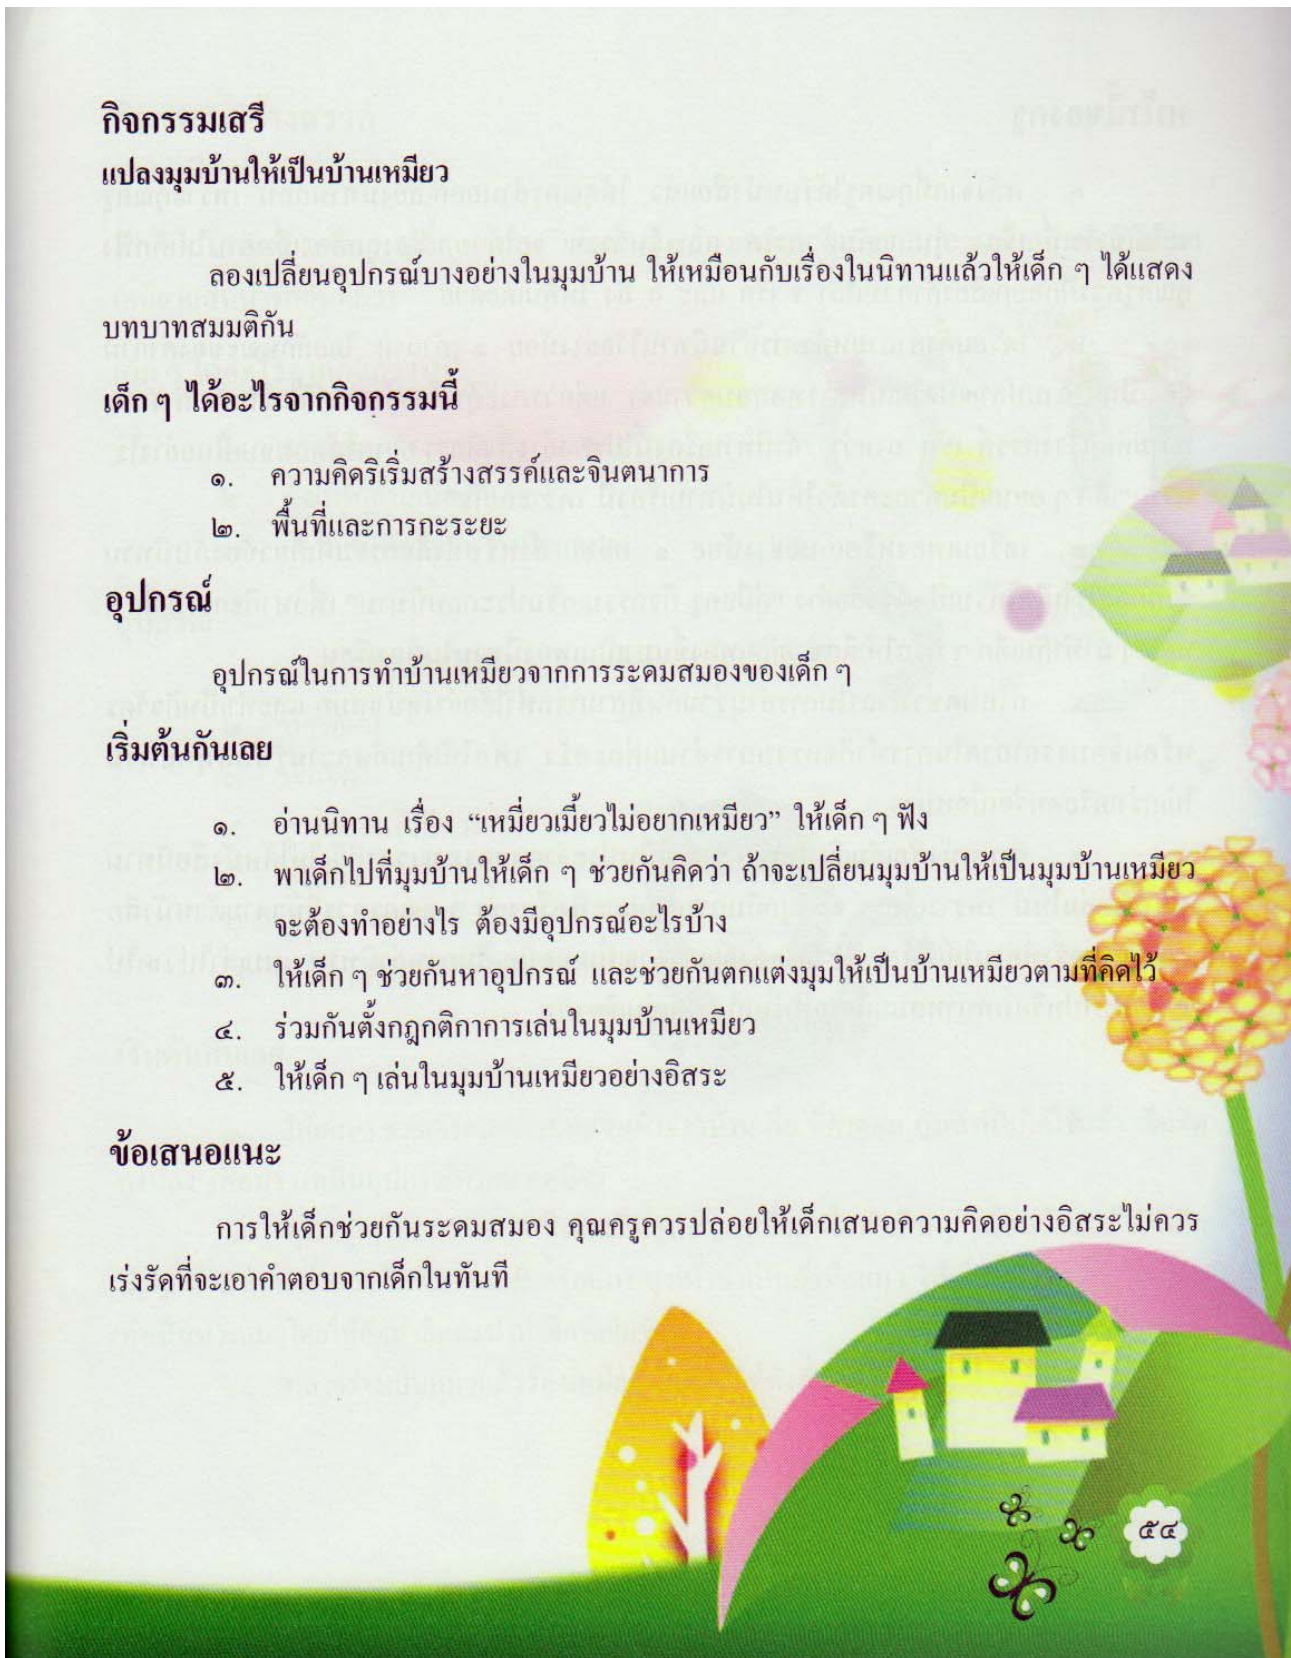 กิจกรรมเสรี
แปลงมุมบ้านให้เป็นบ้านเหมียว
ลองเปลี่ยนอุปกรณ์บางอย่างในมุมบ้าน ให้เหมือนกับเรื่องในนิทานแล้วให้เด็ก ๆ ได้แสดง
บทบาทสมมติกัน
เด็ก ๆ ได้อะไรจากกิจกรรมนี้
๑. ความคิดริเริ่มสร้างสรรค์และจินตนาการ
๒. พื้นที่และการกะระยะ
อุปกรณ์
อุปกรณ์ในการทำบ้านเหมียวจากการระดมสมองของเด็ก ๆ
เริ่มต้นกันเลย
๑. อ่านนิทาน เรื่อง “เหมี่ยวเมี้ยวไม่อยากเหมียว” ให้เด็ก ๆ ฟัง
๒. พาเด็กไปที่มุมบ้านให้เด็ก ๆ ช่วยกันคิดว่า ถ้าจะเปลี่ยนมุมบ้านให้เป็นมุมบ้านเหมียว
จะต้องทำอย่างไร ต้องมีอุปกรณ์อะไรบ้าง
๓. ให้เด็ก ๆ ช่วยกันหาอุปกรณ์ และช่วยกันตกแต่งมุมให้เป็นบ้านเหมียวตามที่คิดไว้
๔. ร่วมกันตั้งกฎกติกาการเล่นในมุมบ้านเหมียว
๕. ให้เด็ก ๆ เล่นในมุมบ้านเหมียวอย่างอิสระ
ข้อเสนอแนะ
การให้เด็กช่วยกันระดมสมอง คุณครูควรปล่อยให้เด็กเสนอความคิดอย่างอิสระไม่ควร
เร่งรัดที่จะเอาคำตอบจากเด็กในทันที
๕๔